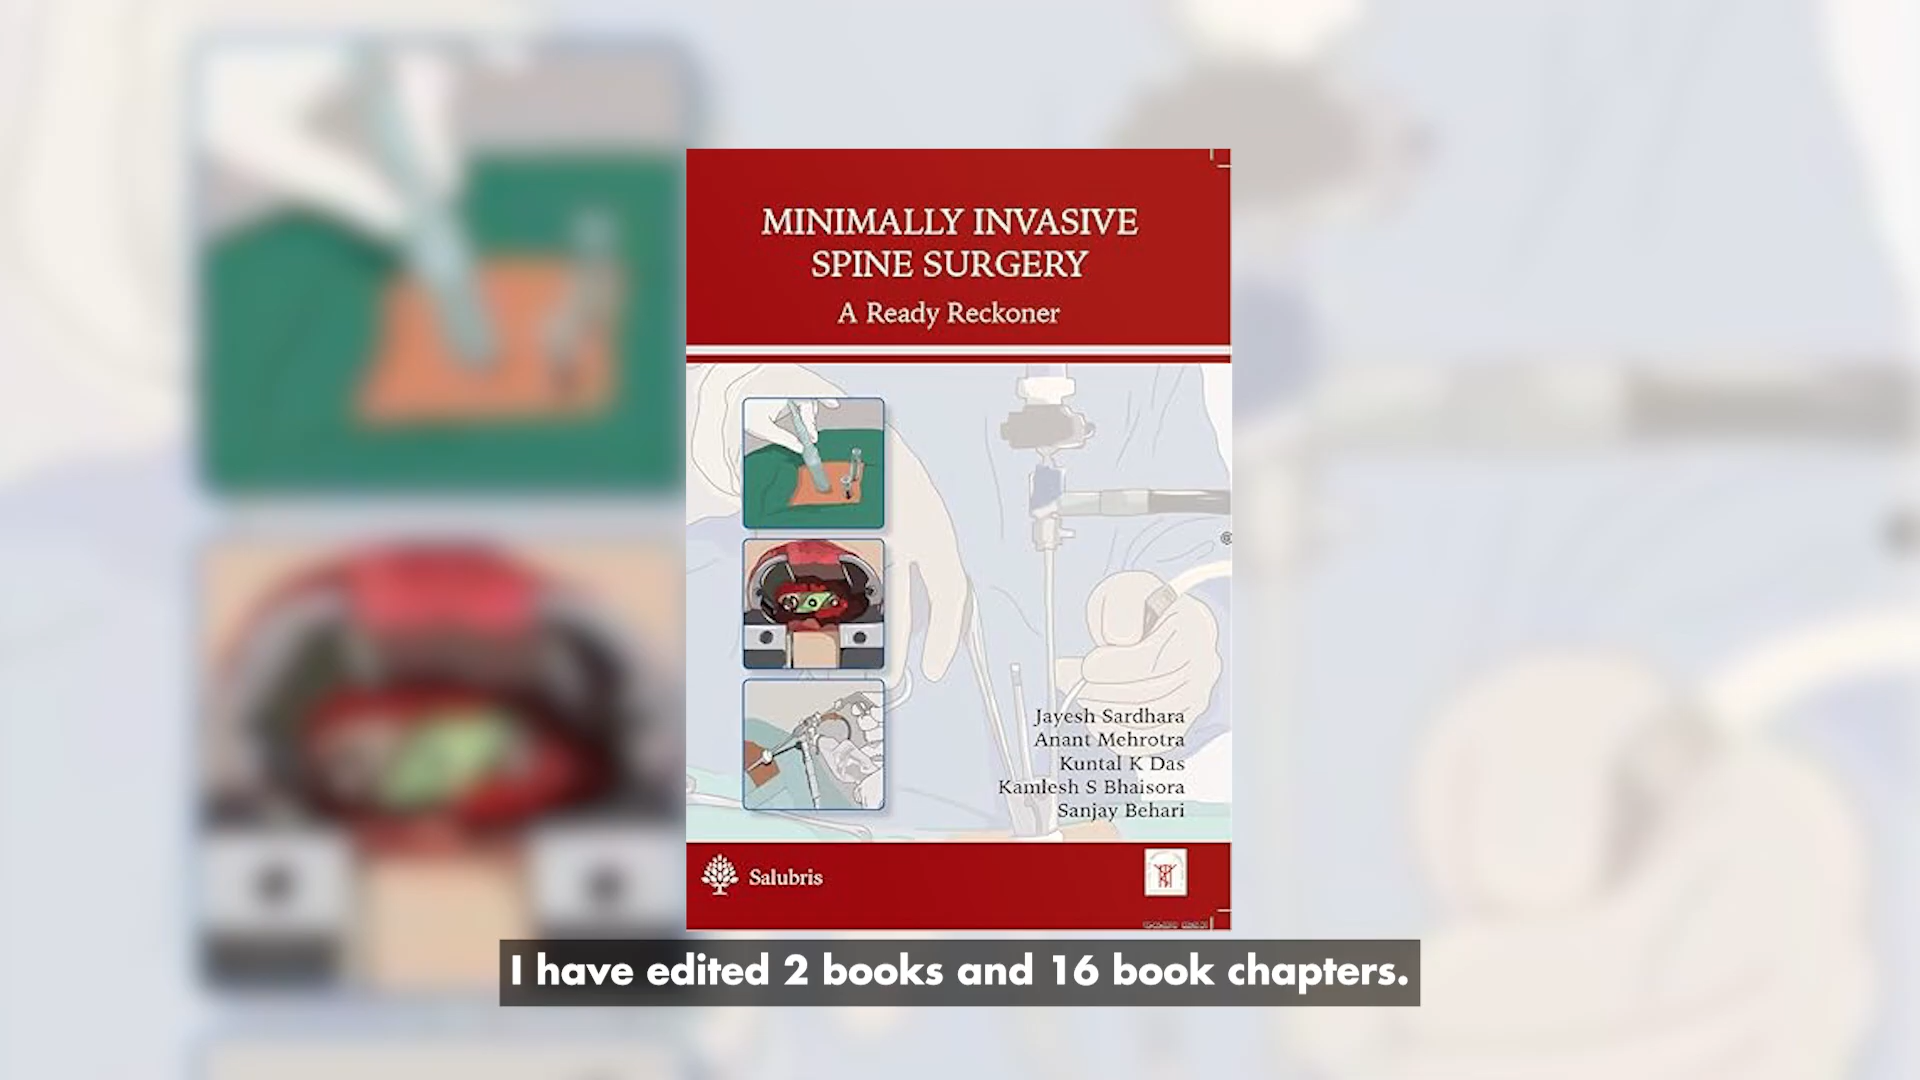 MINIMALLY INVASIVE
SPINE SURGERY
A Ready Reckoner
Jayesh Sardhara
Anant Mehrotra
Kuntal K Das
Kamlesh S Bhaisora
Sanjay Behari
Salubris
I have edited 2 books and 16 book chapters.